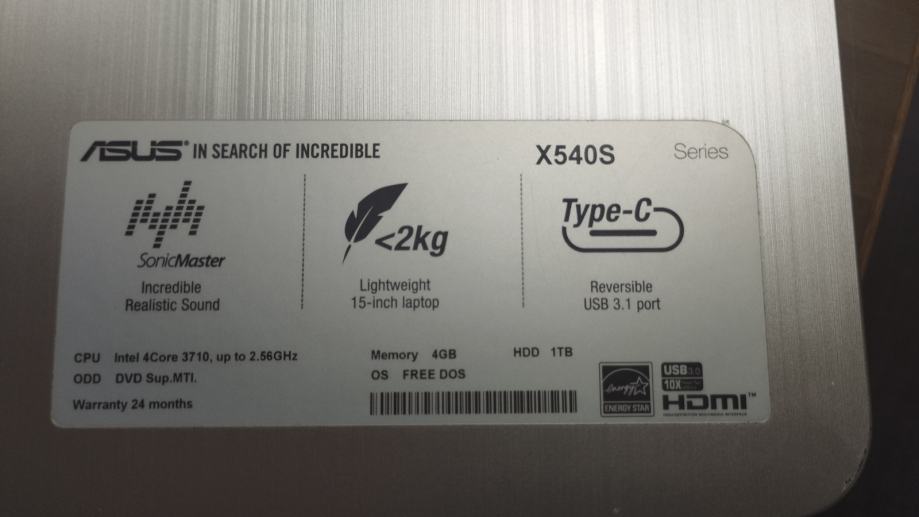 ASUS IN SEARCH OF INCREDIBLE
X540S Series
SonicMaster
Incredible
Realistic Sound
<2kg
Lightweight
15-inch laptop
Type-C
Reversible
USB 3.1 port
CPU Intel 4Core 3710, up to 2.56GHz
ODD DVD Sup.MTI.
Warranty 24 months
Memory 4GB
OS FREE DOS
HDD 1TB
energy
ENERGY STAR
USB 3.0
10X
HDMI™